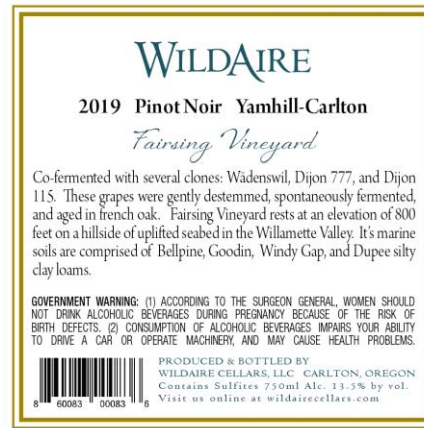 WILDAIRE
2019 Pinot Noir Yamhill-Carlton
Fairsing Vineyard
Co-fermented with several clones: Wädenswil, Dijon 777, and Dijon
115. These grapes were gently destemmed, spontaneously fermented,
and aged in french oak. Fairsing Vineyard rests at an elevation of 800
feet on a hillside of uplifted seabed in the Willamette Valley. It's marine
soils are comprised of Bellpine, Goodin, Windy Gap, and Dupee silty
clay loams.
GOVERNMENT WARNING: (1) ACCORDING TO THE SURGEON GENERAL, WOMEN SHOULD
NOT DRINK ALCOHOLIC BEVERAGES DURING PREGNANCY BECAUSE OF THE RISK OF
BIRTH DEFECTS. (2) CONSUMPTION OF ALCOHOLIC BEVERAGES IMPAIRS YOUR ABILITY
TO DRIVE A CAR OR OPERATE MACHINERY, AND MAY CAUSE HEALTH PROBLEMS.
PRODUCED & BOTTLED BY
WILDAIRE CELLARS, LLC CARLTON, OREGON
Contains Sulfites 750ml Alc. 13.5% by vol.
Visit us online at wildairecellars.com
8 60083 00083 6